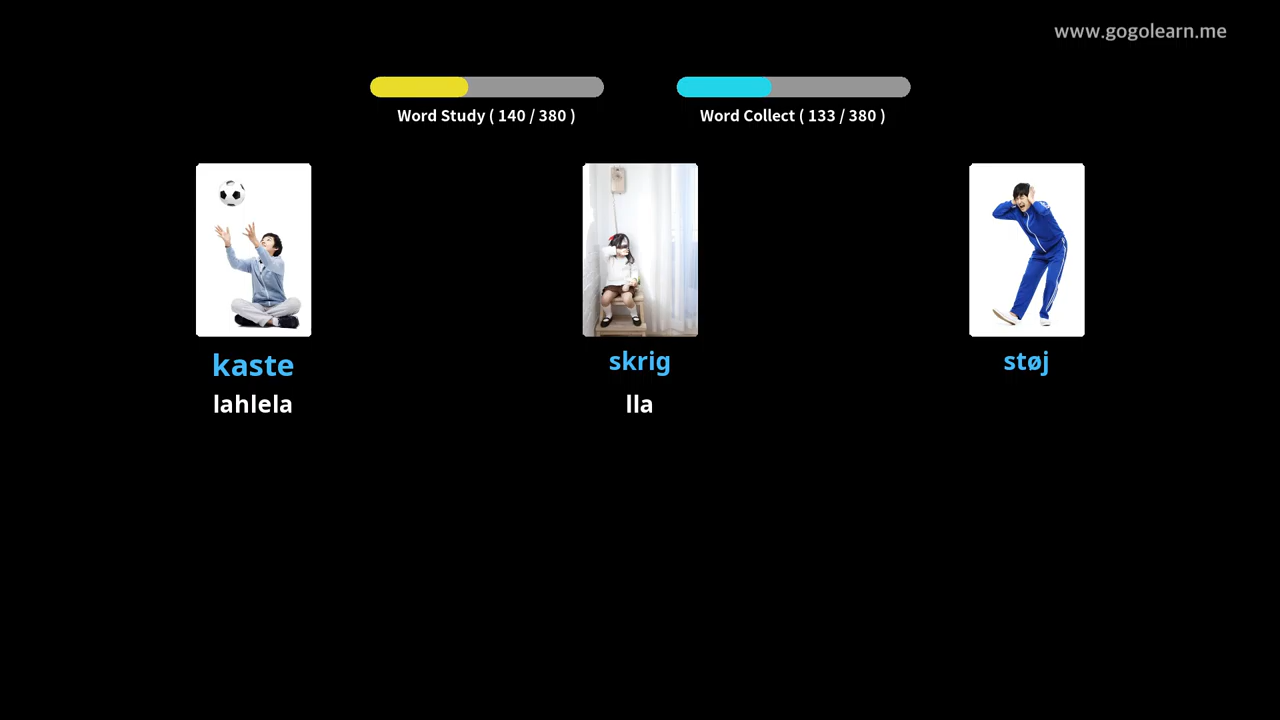 www.gogolearn.me
Word Study ( 140 / 380 )
Word Collect ( 133 / 380 )
kaste
skrig
støj
lahlela
lla